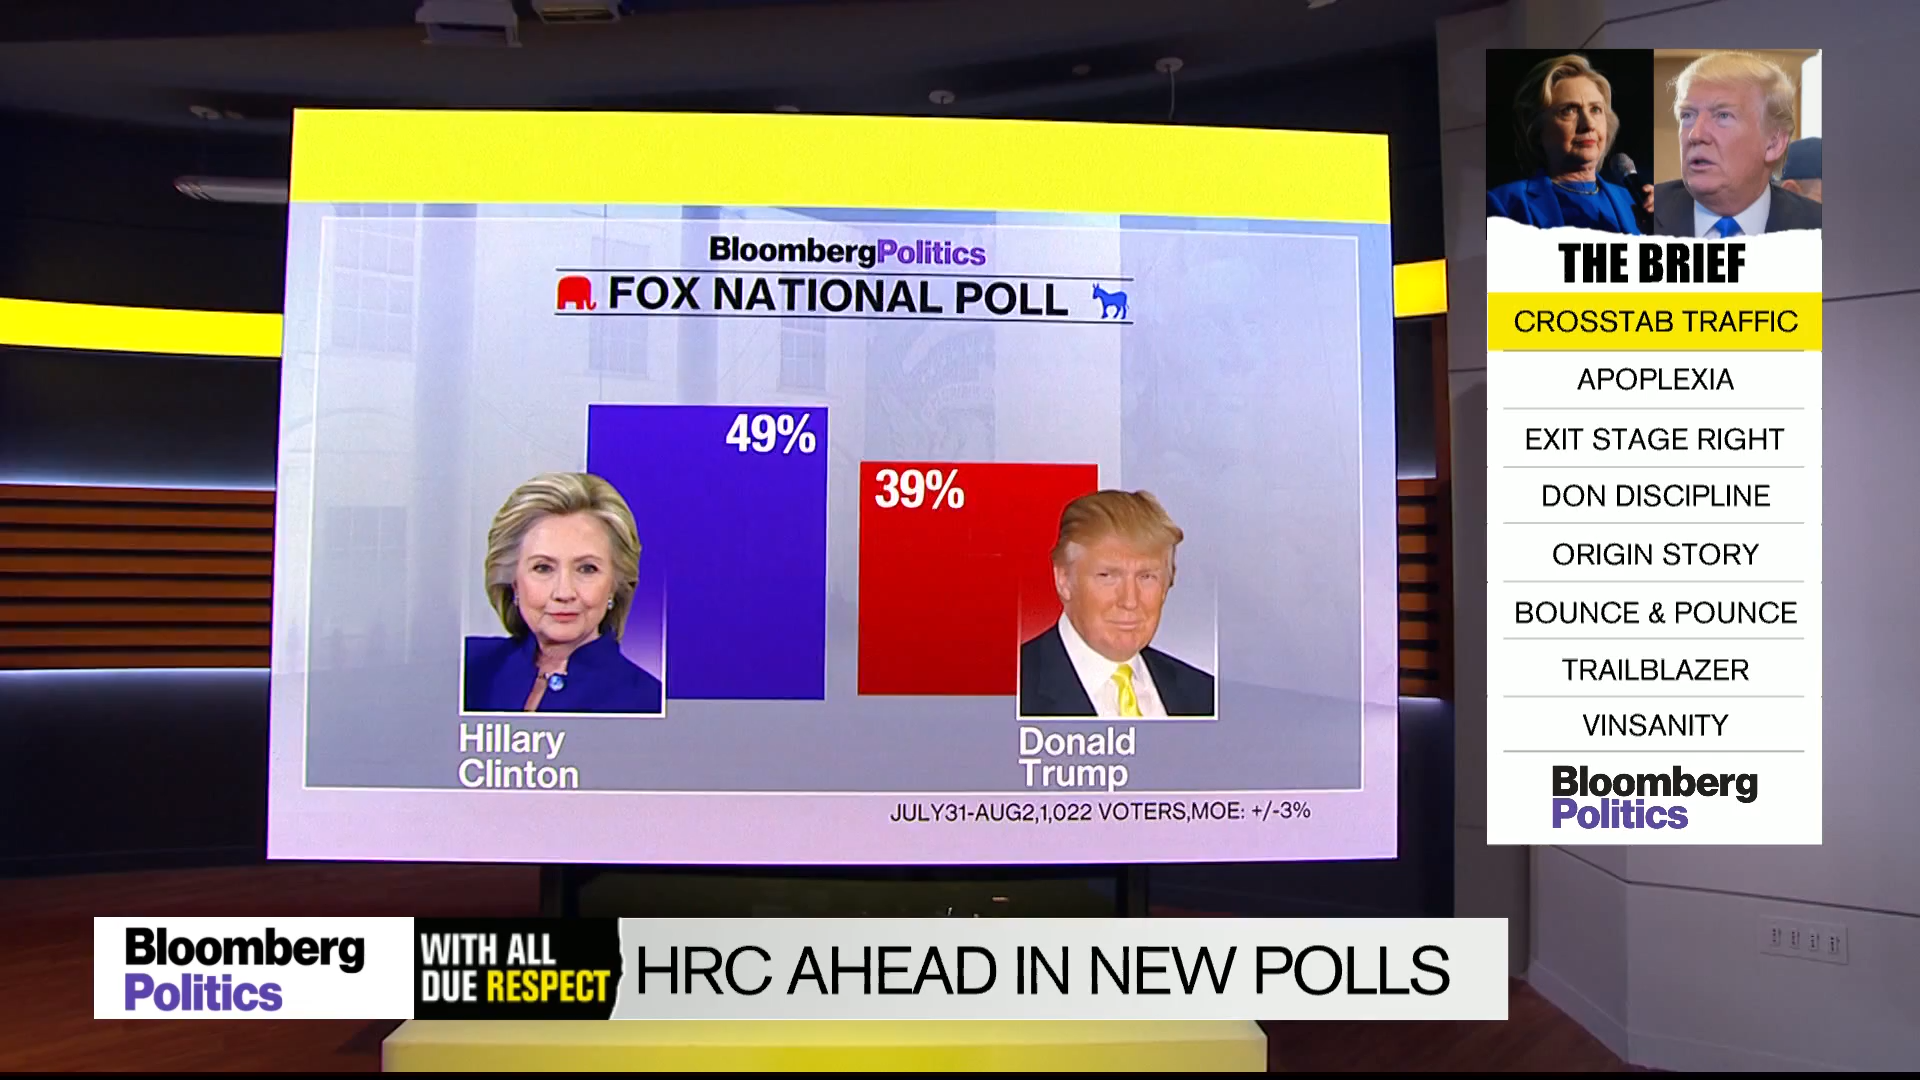 BloombergPolitics
FOX NATIONAL POLL
49%
39%
Hillary
Clinton
Donald
Trump
JULY31-AUG2,1,022 VOTERS,MOE: +/-3%
THE BRIEF
CROSSTAB TRAFFIC
APOPLEXIA
EXIT STAGE RIGHT
DON DISCIPLINE
ORIGIN STORY
BOUNCE & POUNCE
TRAILBLAZER
VINSANITY
Bloomberg
Politics
Bloomberg
Politics
WITH ALL
DUE RESPECT
HRC AHEAD IN NEW POLLS